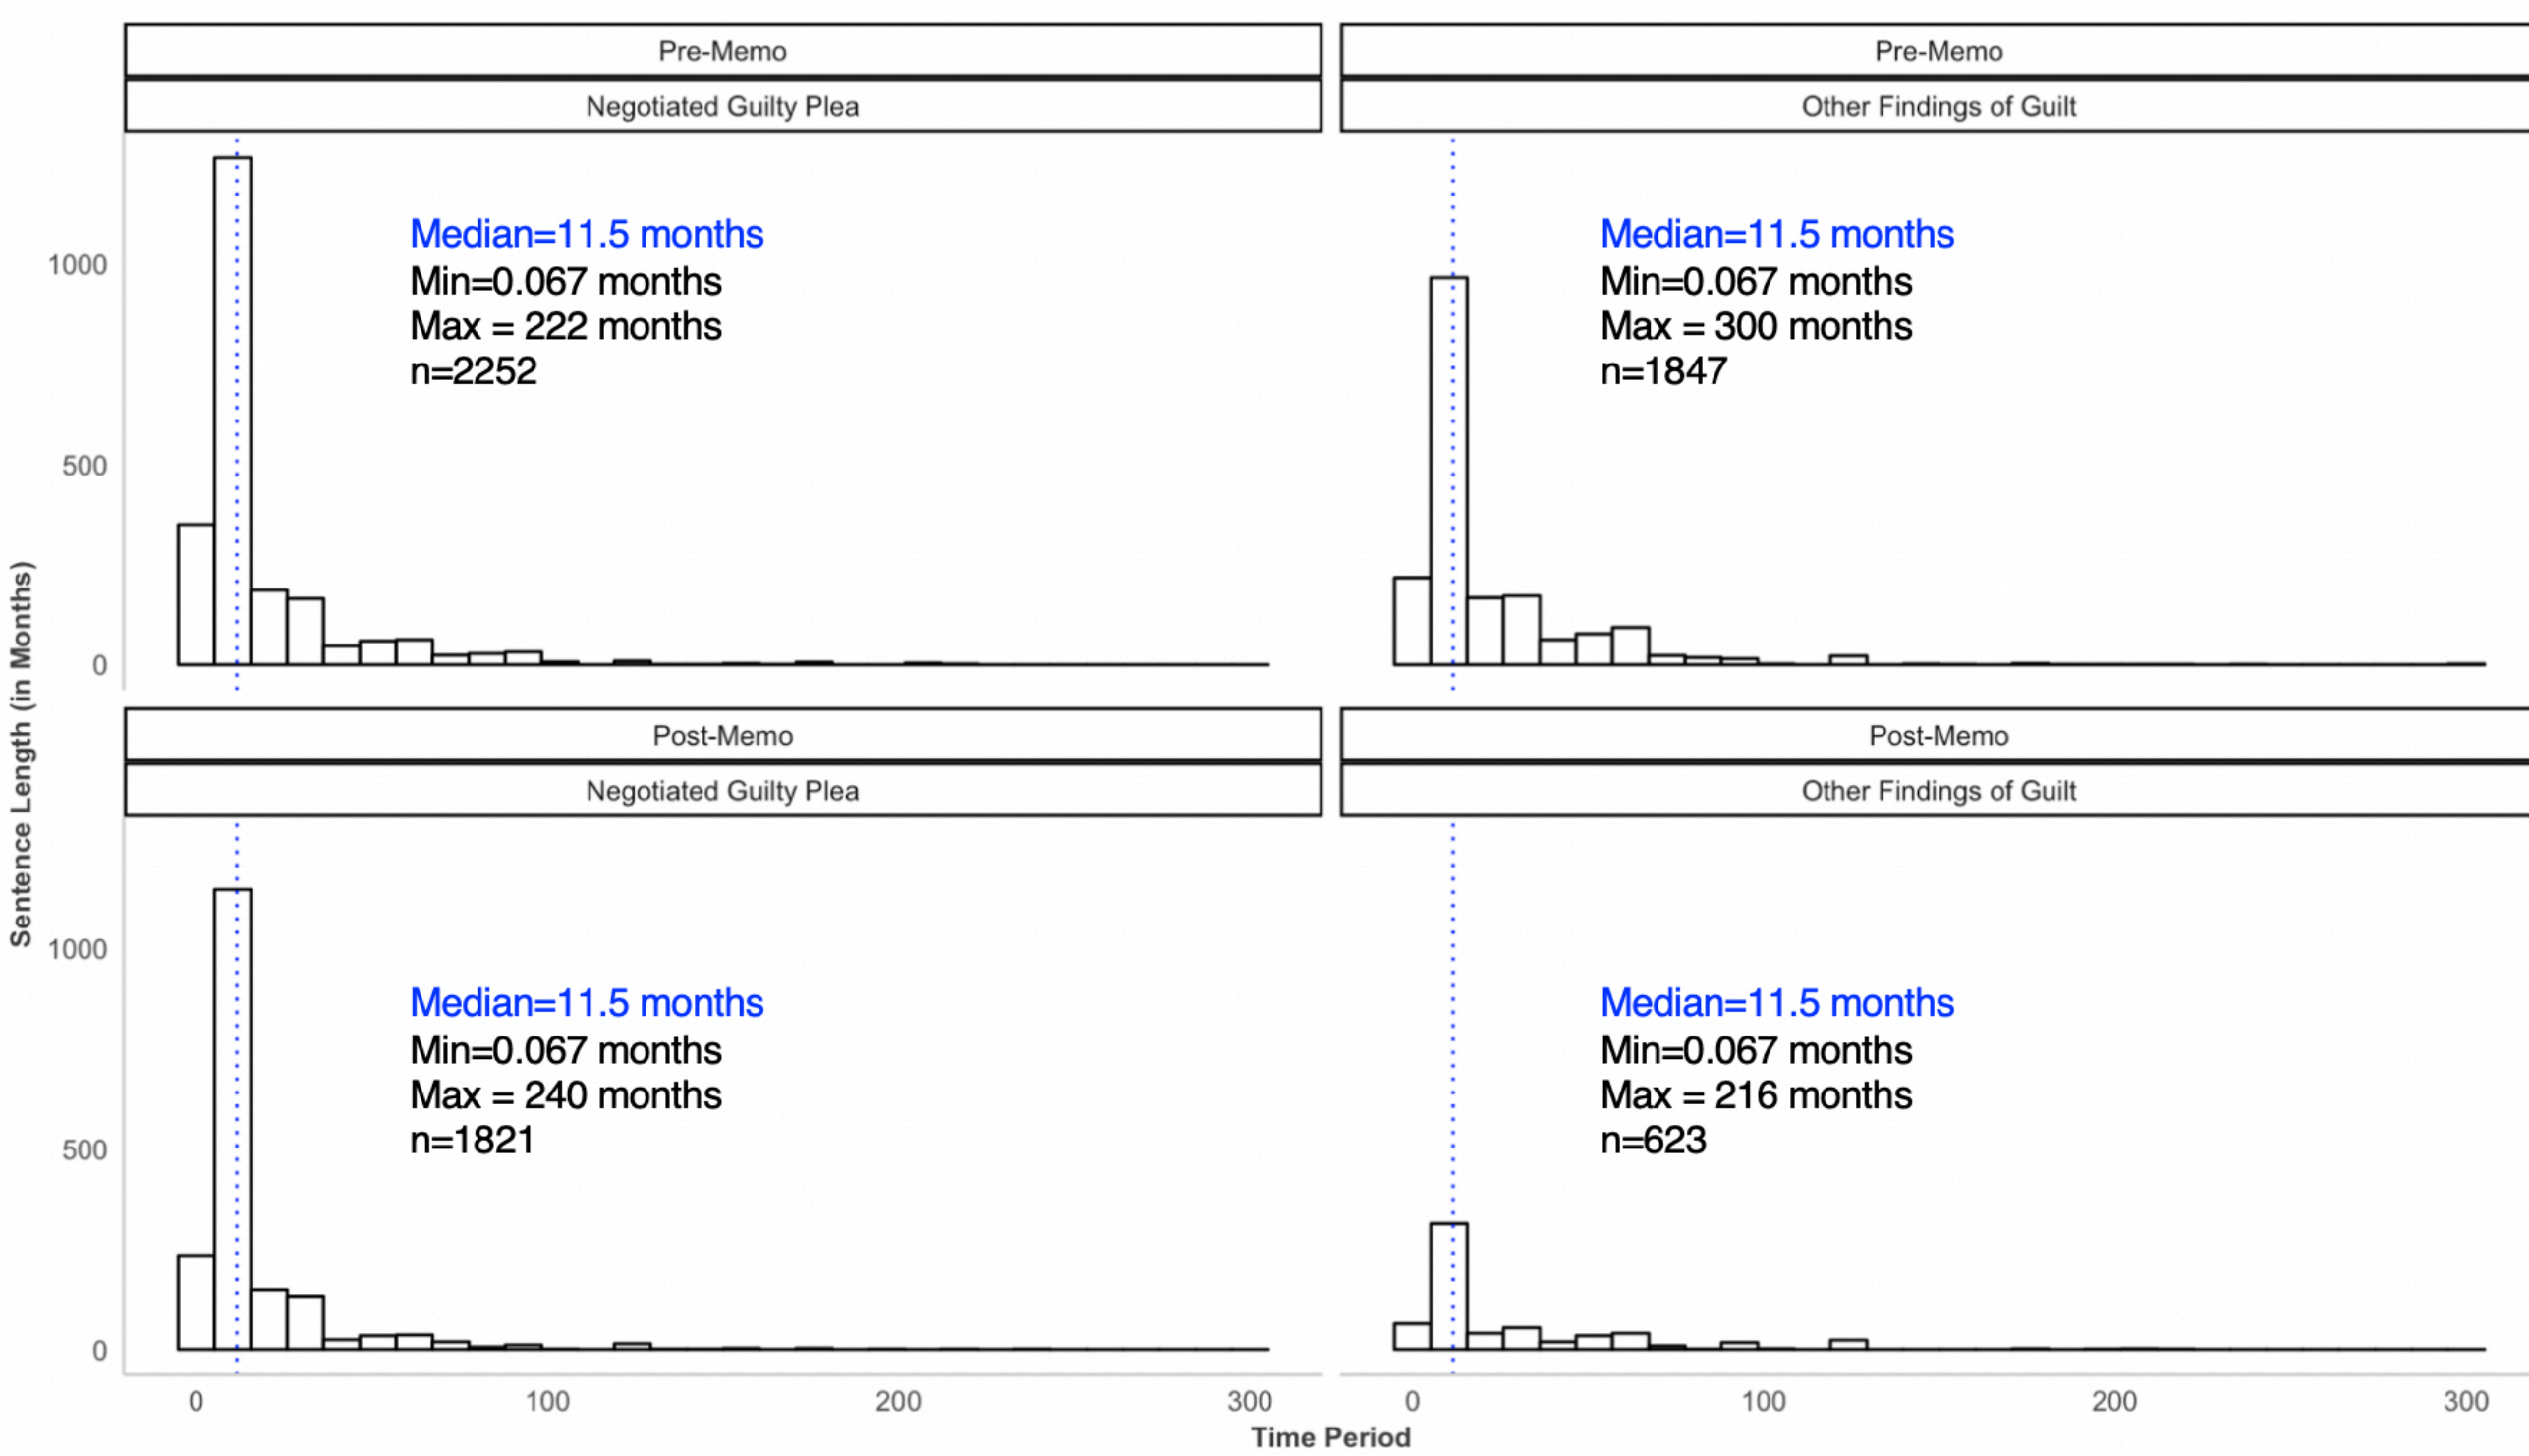 Pre-Memo
Negotiated Guilty Plea
Median=11.5 months
Min=0.067 months
Max = 222 months
n=2252
1000
500
0
Pre-Memo
Other Findings of Guilt
Median=11.5 months
Min=0.067 months
Max = 300 months
n=1847
Sentence Length (in Months)
Post-Memo
Negotiated Guilty Plea
Median=11.5 months
Min=0.067 months
Max = 240 months
n=1821
1000
500
0
0 100 200 300
Post-Memo
Other Findings of Guilt
Median=11.5 months
Min=0.067 months
Max = 216 months
n=623
0 100 200 300
Time Period